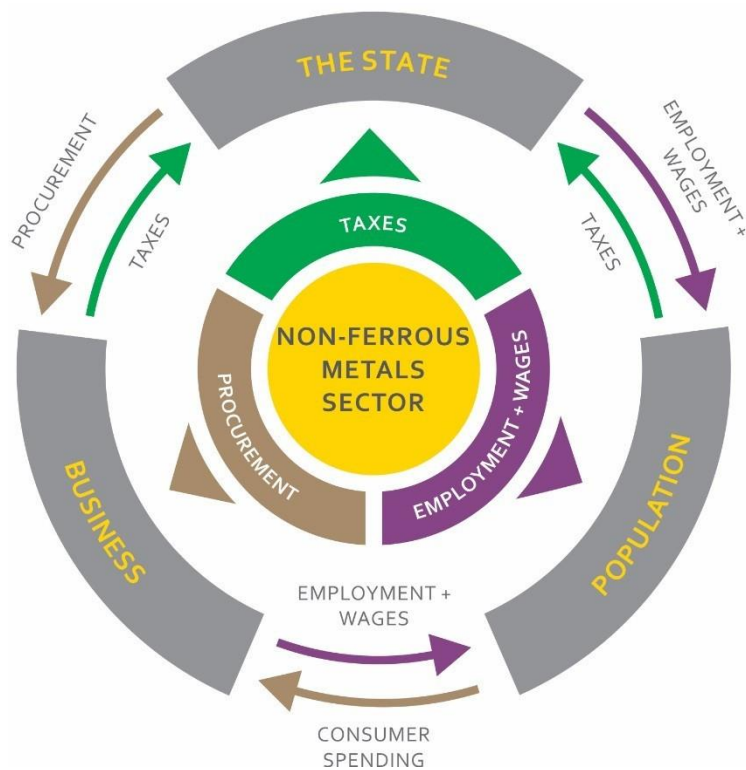 THE STATE
PROCUREMENT
TAXES
EMPLOYMENT +
WAGES
TAXES
TAXES
NON-FERROUS
METALS
SECTOR
PROCUREMENT
EMPLOYMENT + WAGES
BUSINESS
POPULATION
EMPLOYMENT +
WAGES
CONSUMER
SPENDING